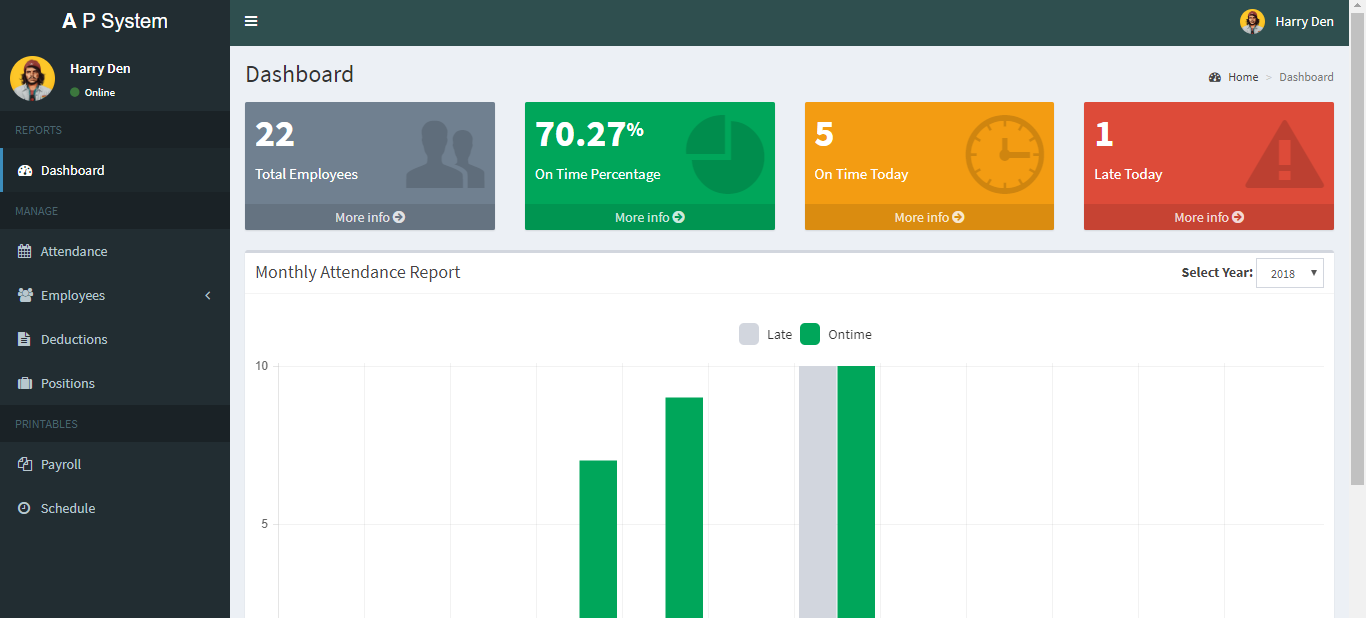 A P System
Harry Den
Harry Den
Online
REPORTS
Dashboard
MANAGE
Attendance
Employees
Deductions
Positions
PRINTABLES
Payroll
Schedule
Dashboard
Home > Dashboard
22
Total Employees
More info
70.27%
On Time Percentage
More info
5
On Time Today
More info
1
Late Today
More info
Monthly Attendance Report
Select Year: 2018
Late Ontime
10
5